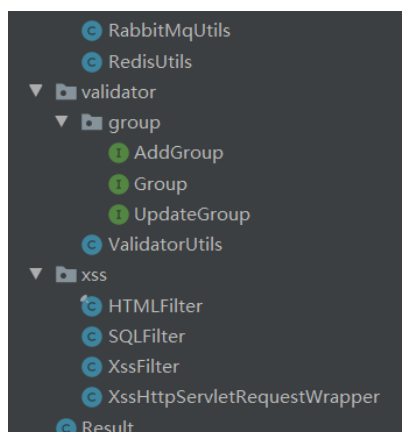 RabbitMqUtils
RedisUtils
validator
group
AddGroup
Group
UpdateGroup
ValidatorUtils
xss
HTMLFilter
SQLFilter
XssFilter
XssHttpServletRequestWrapper
Result